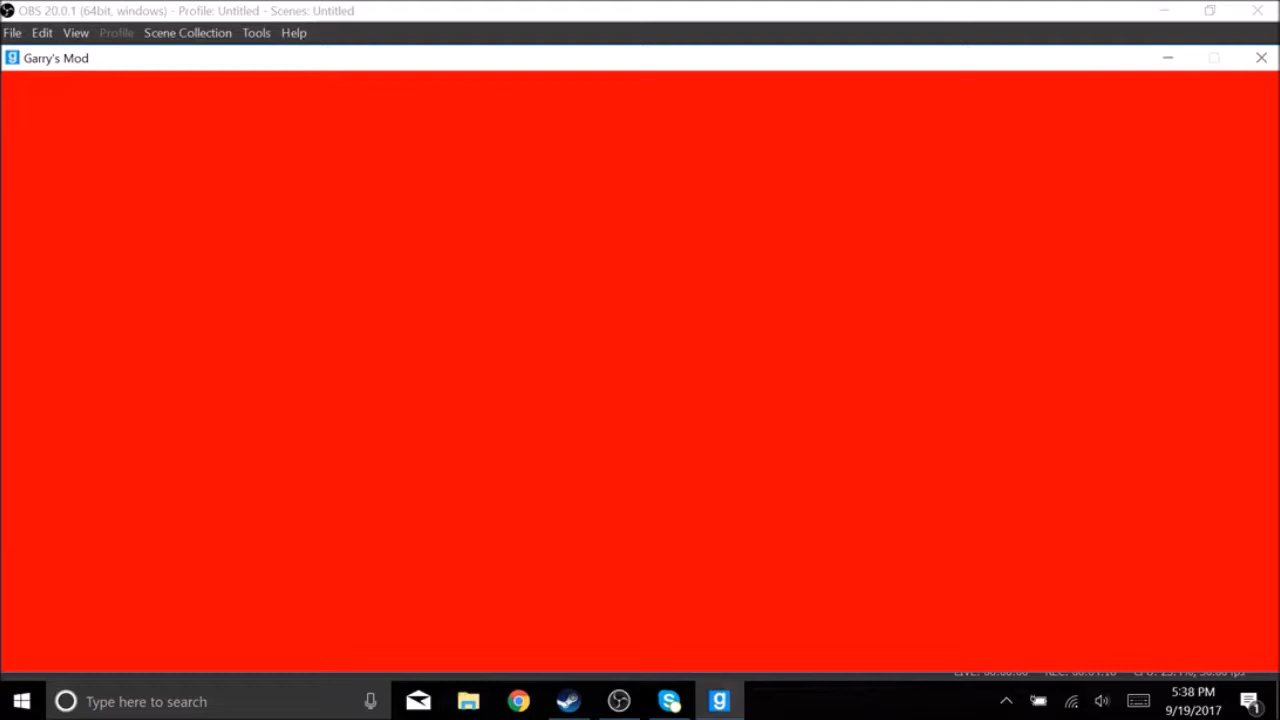 OBS 20.0.1 (64bit, windows) - Profile: Untitled - Scenes: Untitled
File Edit View Profile Scene Collection Tools Help
g Garry's Mod
Type here to search
g
5:38 PM
9/19/2017
1